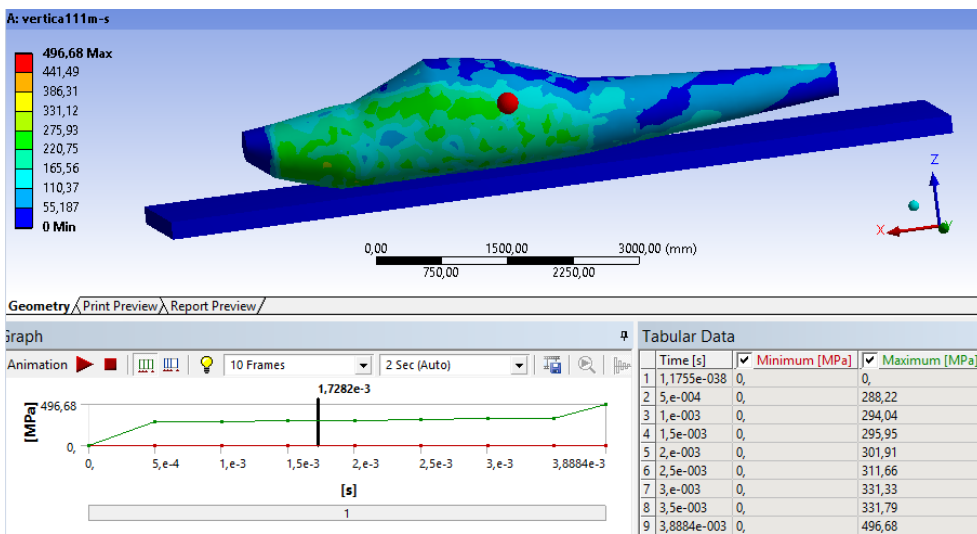 A: vertica111m-s
496,68 Max
441,49
386,31
331,12
275,93
220,75
165,56
110,37
55,187
0 Min
Z
X
Y
0,00 1500,00 3000,00 (mm)
750,00 2250,00
Geometry Print Preview Report Preview
Graph
Animation 10 Frames 2 Sec (Auto)
1,7282e-3
496,68
[MPa]
0,
0, 5,e-4 1,e-3 1,5e-3 2,e-3 2,5e-3 3,e-3 3,8884e-3
[s]
1
Tabular Data
Time [s] Minimum [MPa] Maximum [MPa]
1 1,1755e-038 0, 0,
2 5,e-004 0, 288,22
3 1,e-003 0, 294,04
4 1,5e-003 0, 295,95
5 2,e-003 0, 301,91
6 2,5e-003 0, 311,66
7 3,e-003 0, 331,33
8 3,5e-003 0, 331,79
9 3,8884e-003 0, 496,68